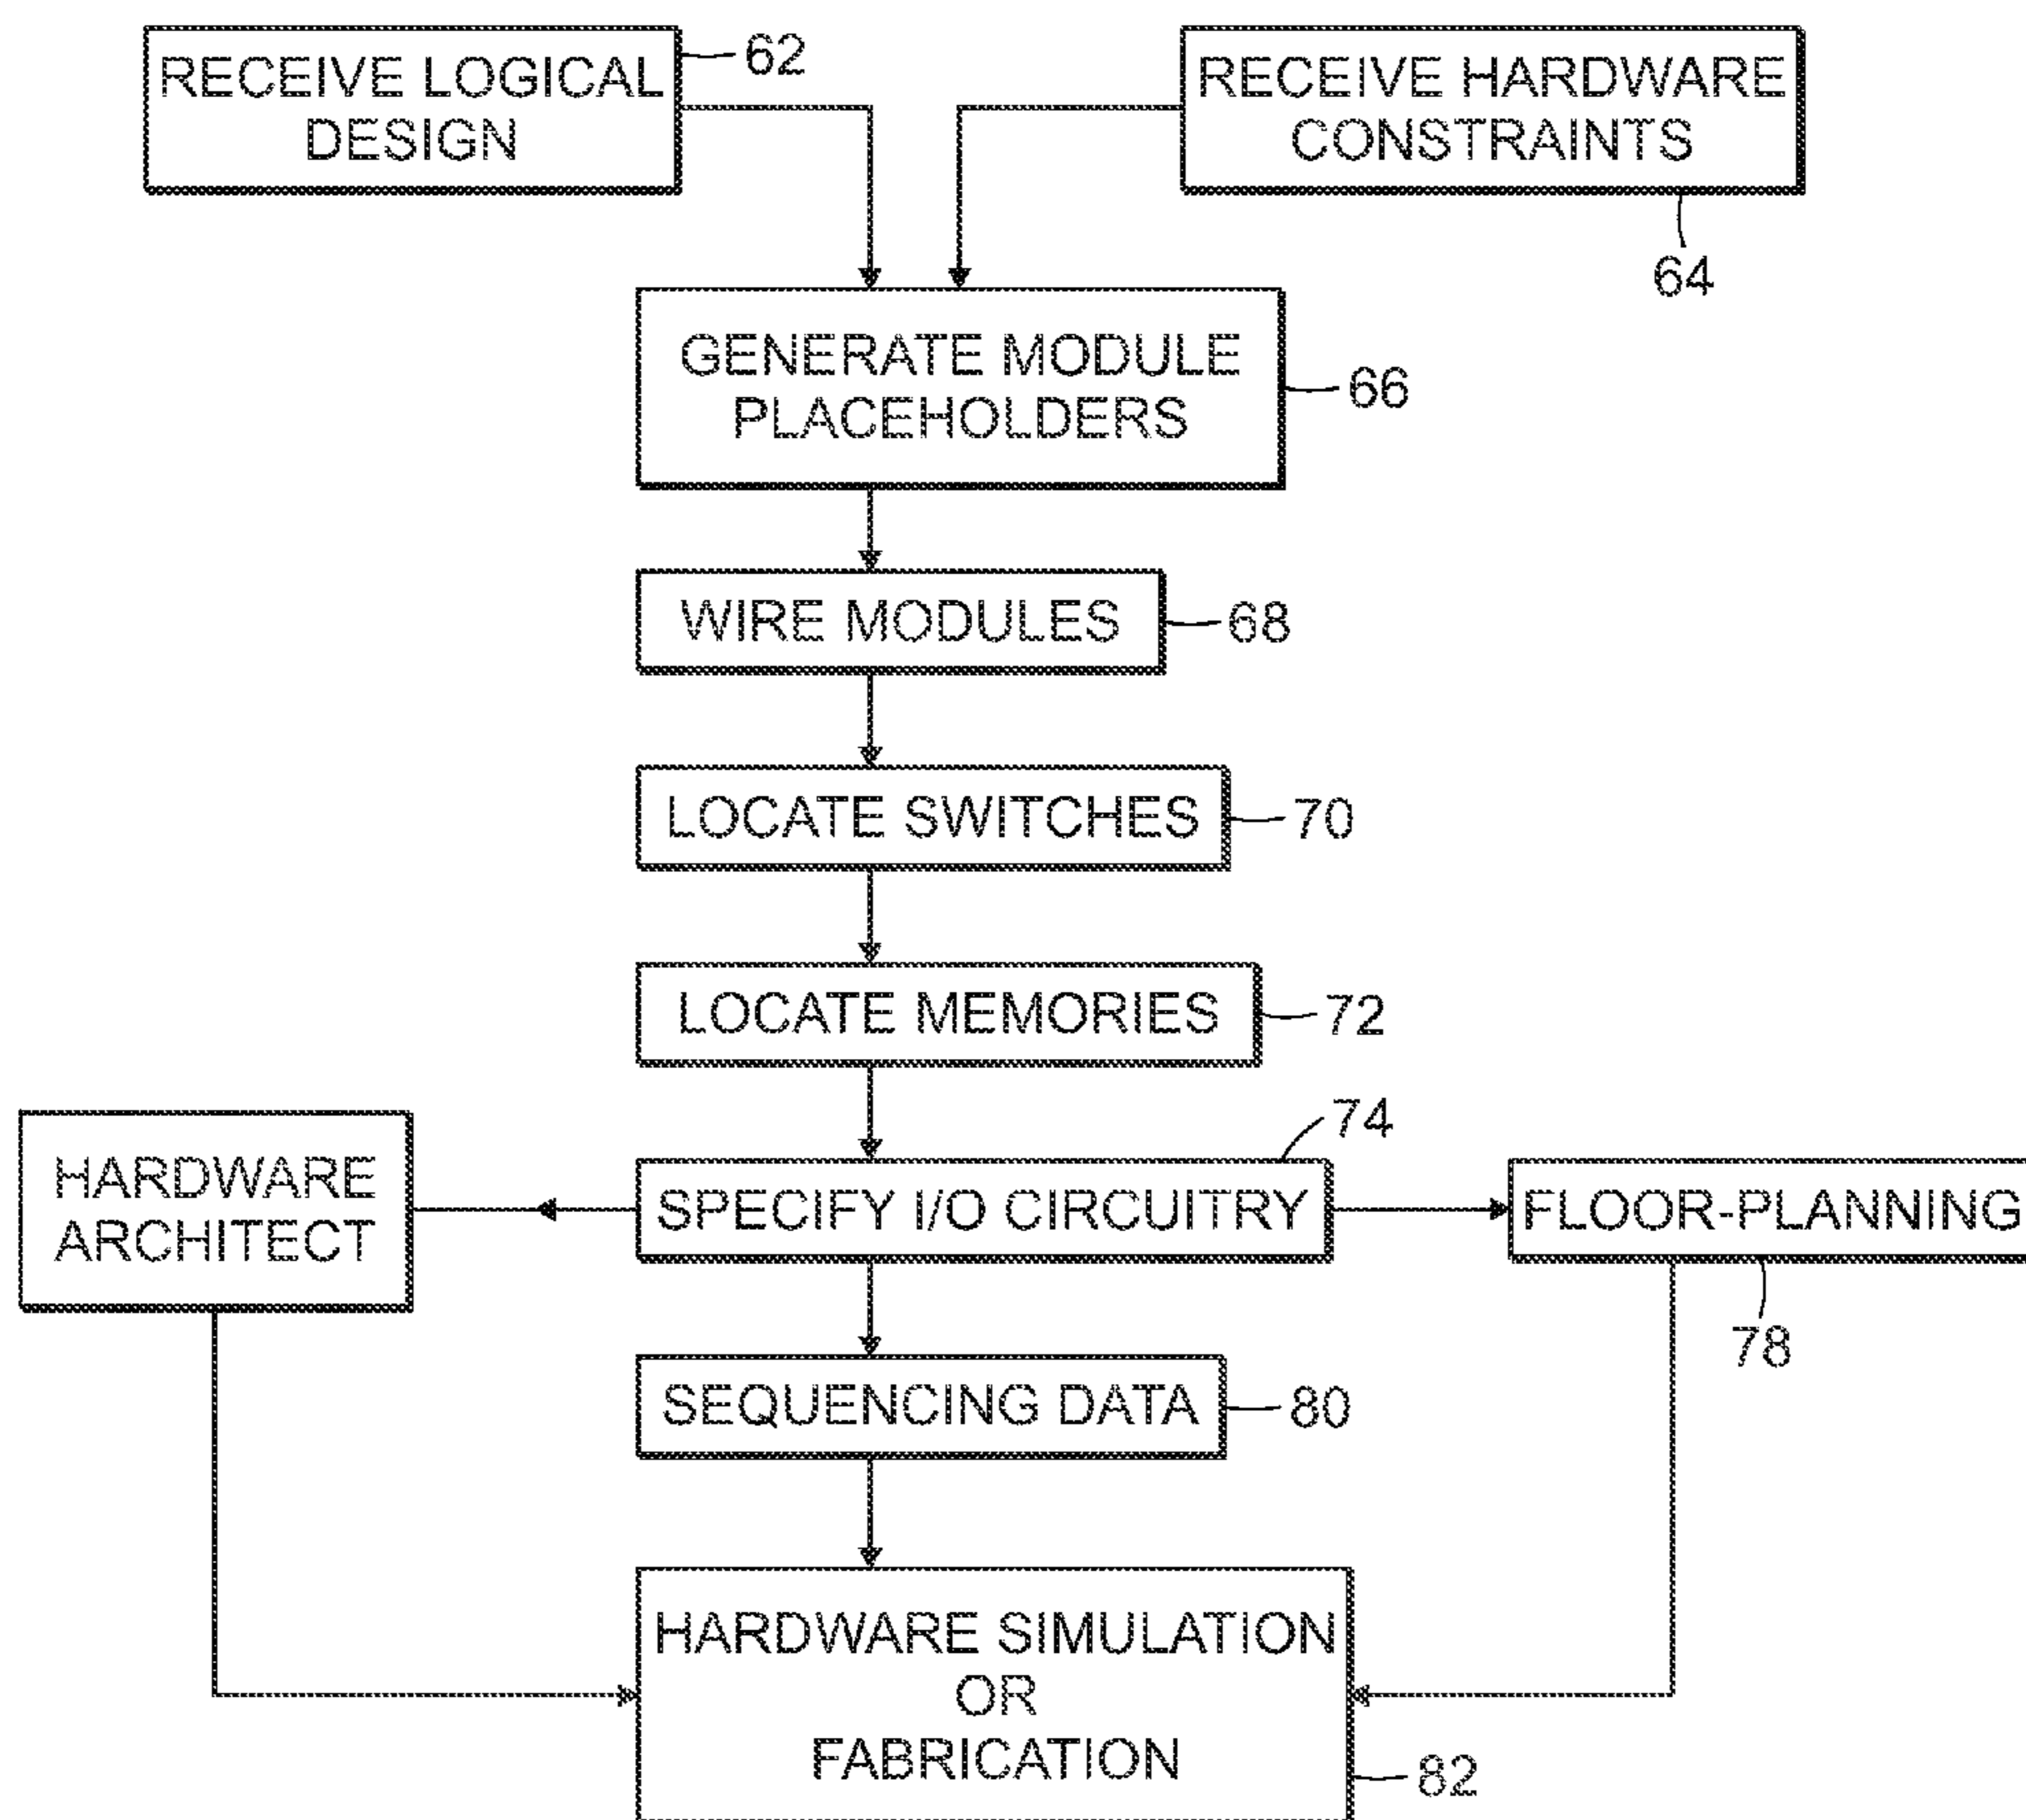 RECEIVE LOGICAL
DESIGN
62
RECEIVE HARDWARE
CONSTRAINTS
64
GENERATE MODULE
PLACEHOLDERS
66
WIRE MODULES
68
LOCATE SWITCHES
70
LOCATE MEMORIES
72
74
HARDWARE
ARCHITECT
SPECIFY I/O CIRCUITRY
FLOOR-PLANNING
78
SEQUENCING DATA
80
HARDWARE SIMULATION
OR
FABRICATION
82